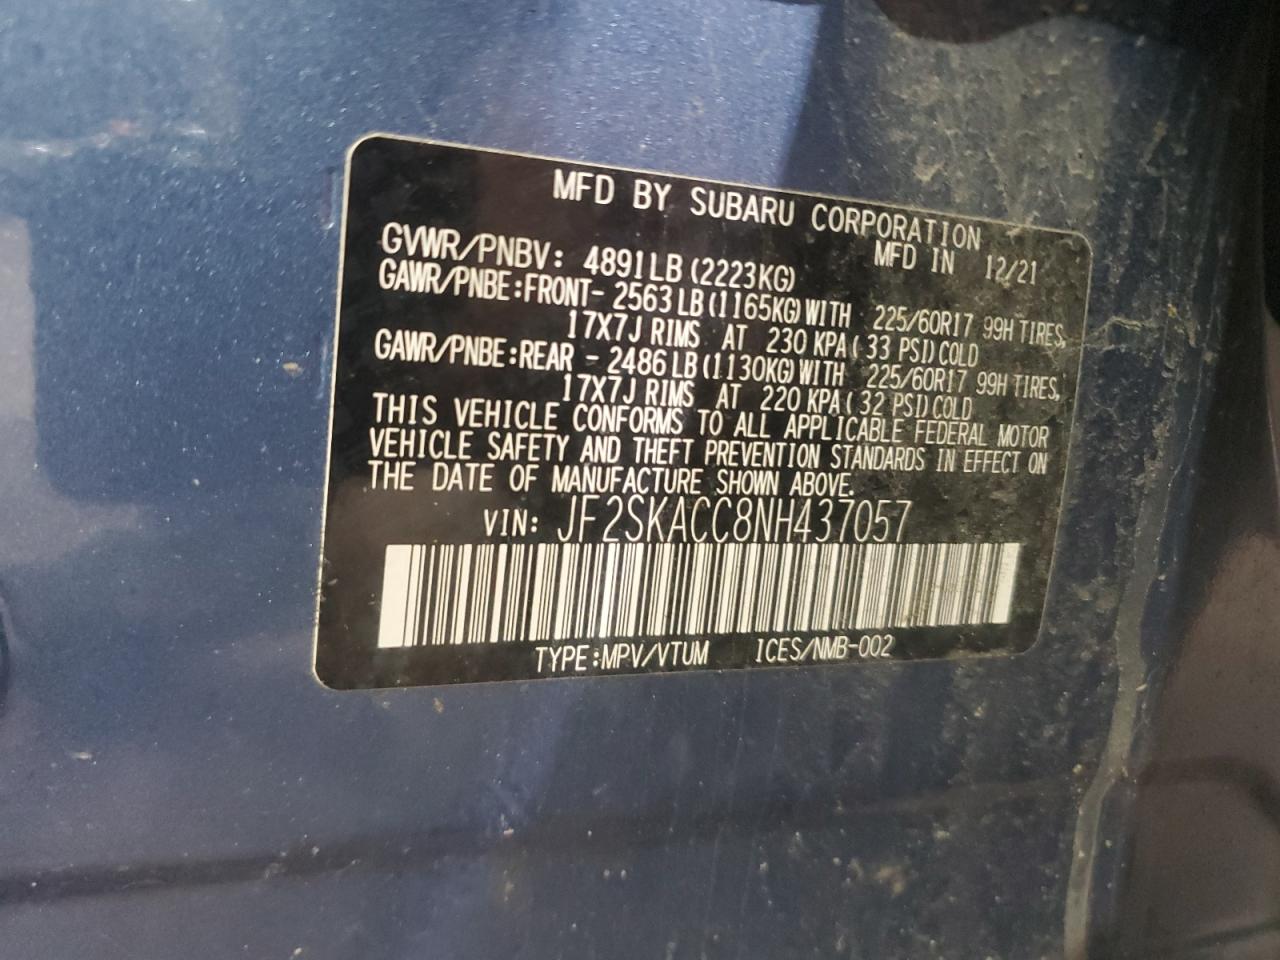 MFD BY SUBARU CORPORATION
MFD IN 12/21
GVWR/PNBV: 4891LB(2223KG)
GAWR/PNBE:FRONT- 2563LB(1165KG)WITH 225/60R17 99H TIRES,
17X7J RIMS AT 230 KPA( 33 PSI)COLD
GAWR/PNBE:REAR - 2486LB(1130KG)WITH 225/60R17 99H TIRES,
17X7J RIMS AT 220 KPA( 32 PSI)COLD
THIS VEHICLE CONFORMS TO ALL APPLICABLE FEDERAL MOTOR
VEHICLE SAFETY AND THEFT PREVENTION STANDARDS IN EFFECT ON
THE DATE OF MANUFACTURE SHOWN ABOVE.
VIN: JF2SKACC8NH437057
TYPE:MPV/VTUM ICES/NMB-002